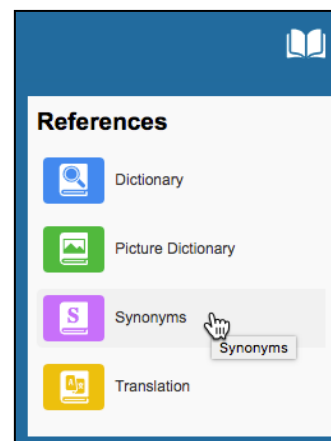 References
Dictionary
Picture Dictionary
S Synonyms
Synonyms
Translation